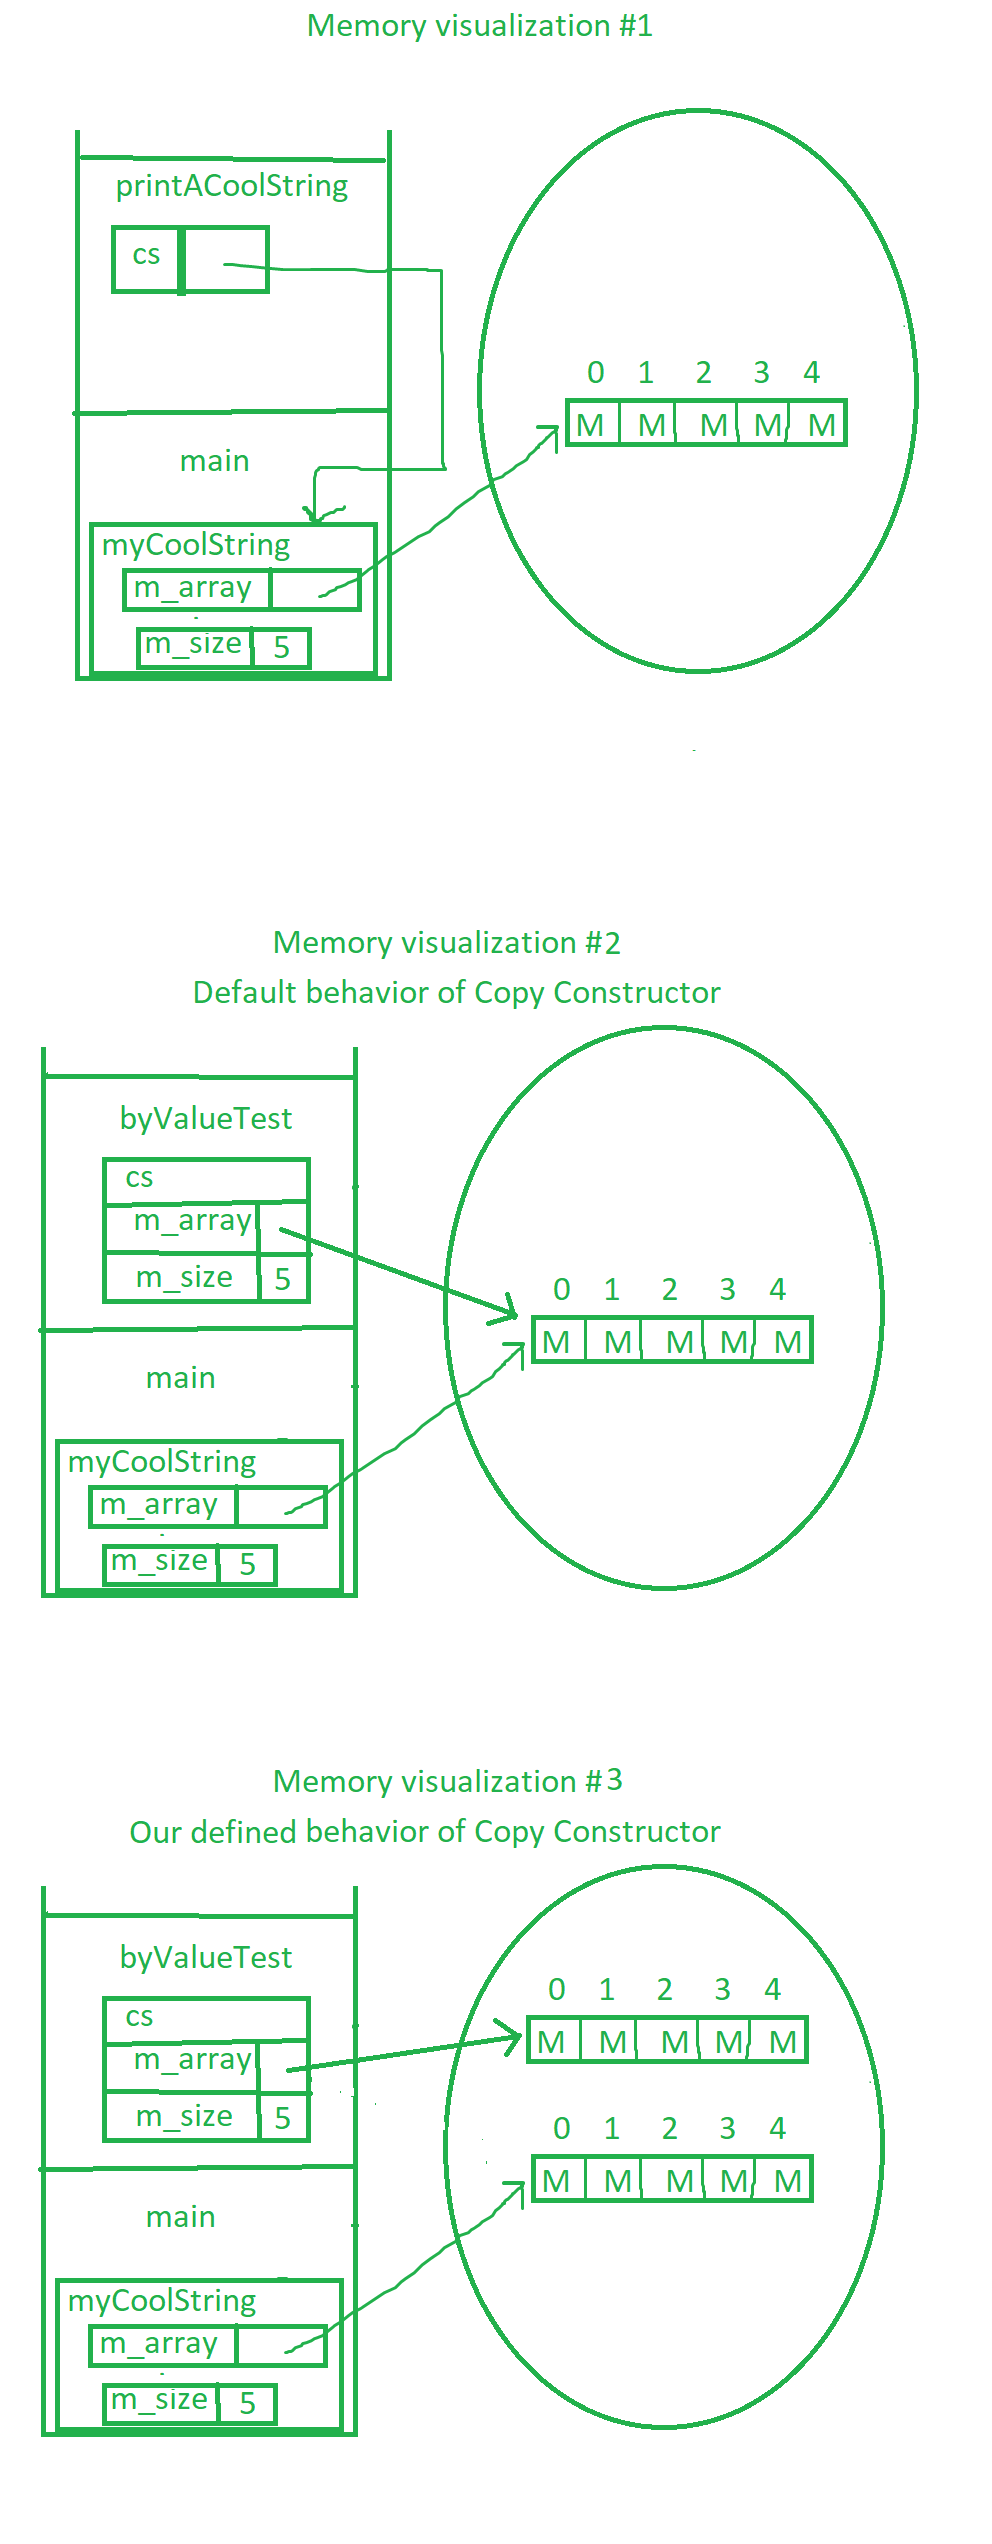 Memory visualization #1
printACoolString
cs
0 1 2 3 4
M M M M M
main
myCoolString
m_array
m_size 5
Memory visualization #2
Default behavior of Copy Constructor
byValueTest
cs
m_array
m_size 5
0 1 2 3 4
M M M M M
main
myCoolString
m_array
m_size 5
Memory visualization #3
Our defined behavior of Copy Constructor
byValueTest
cs
m_array
m_size 5
0 1 2 3 4
M M M M M
0 1 2 3 4
M M M M M
main
myCoolString
m_array
m_size 5